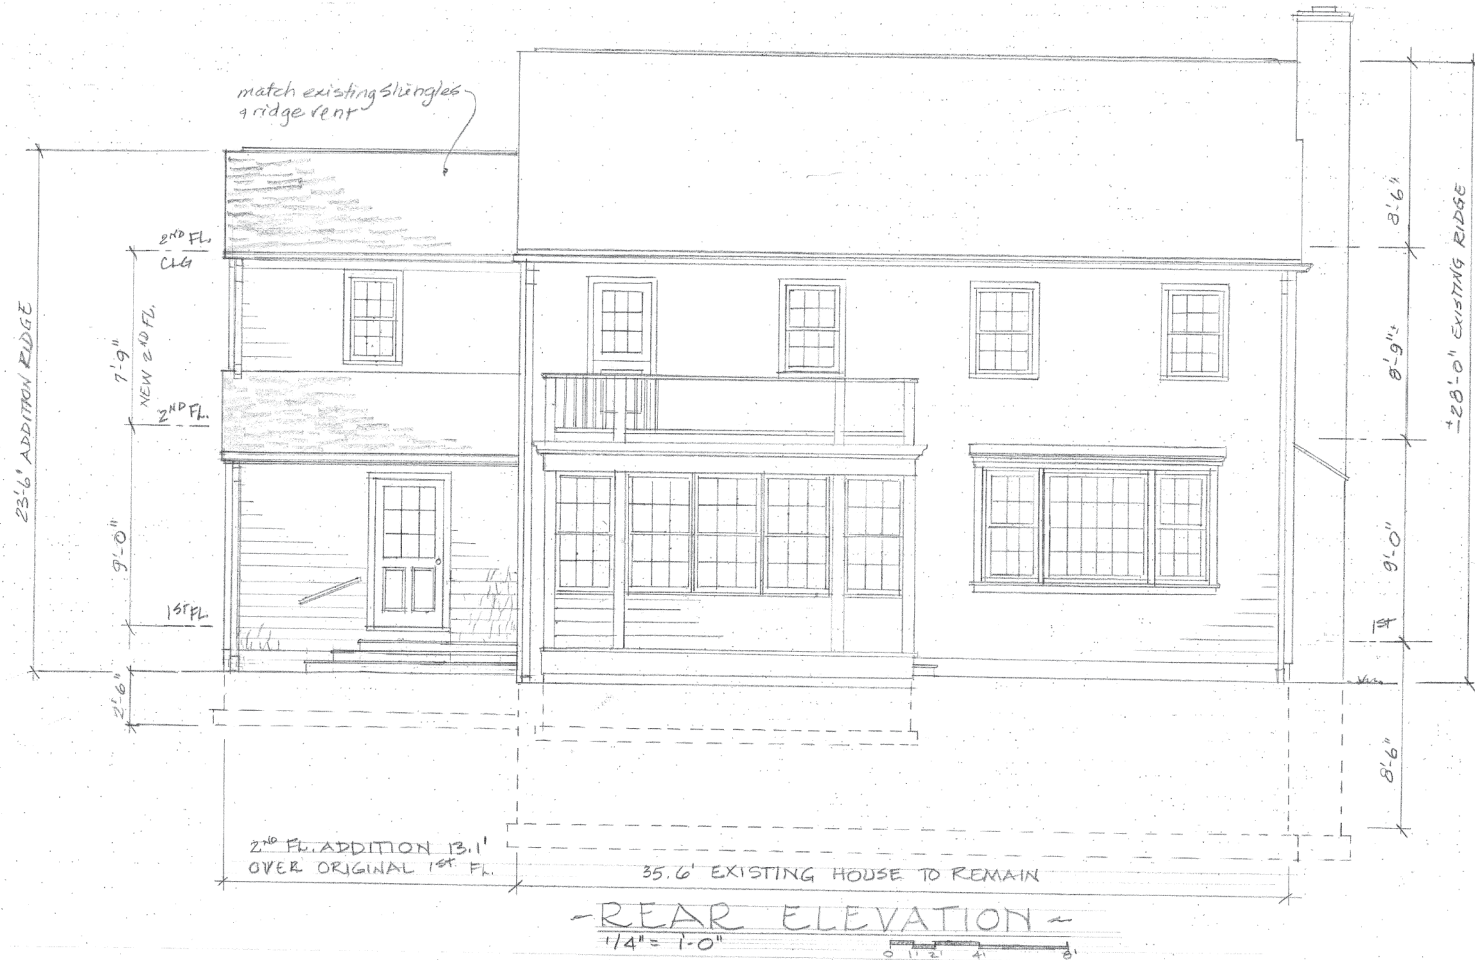 match existing shingles
& ridge vent
2ND FL.
CLG
NEW 2ND FL.
7'-9"
2ND FL.
23'-6" ADDITION RIDGE
9'-0"
1ST FL.
2'-6"
8'-6"
±28'-0" EXISTING RIDGE
8'-9"±
9'-0"
1ST
8'-6"
2ND FL. ADDITION 13.1'
OVER ORIGINAL 1ST. FL.
35.6' EXISTING HOUSE TO REMAIN
~REAR ELEVATION~
1/4" = 1'-0"
0 1' 2' 4' 8'